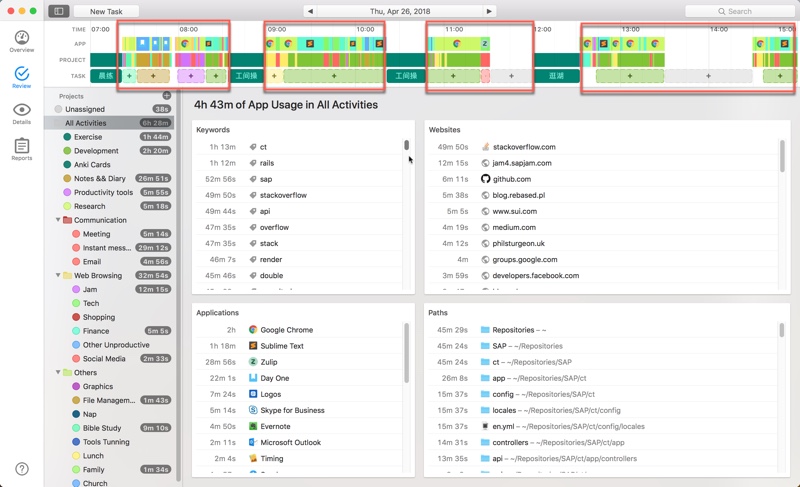 New Task
Thu, Apr 26, 2018
Search
TIME
07:00
08:00
09:00
10:00
11:00
12:00
13:00
14:00
15:00
APP
PROJECT
TASK
晨练
工间操
工间操
逛湖
Overview
Review
Details
Reports
Projects
Unassigned 38s
All Activities 6h 28m
Exercise 1h 44m
Development 2h 20m
Anki Cards
Notes && Diary 26m 51s
Productivity tools 5m 55s
Research 5m 18s
Communication
Meeting 5m 14s
Instant mess... 29m 12s
Email 4m 56s
Web Browsing 32m 54s
Jam 12m 15s
Tech
Shopping
Finance 5m 5s
Other Unproductive
Social Media 2m 33s
Others
Graphics
File Managem... 1m 43s
Nap
Bible Study 9m 10s
Tools Tunning
Lunch
Family 1m 34s
Church
4h 43m of App Usage in All Activities
Keywords
1h 13m ct
1h 12m rails
52m 56s sap
49m 50s stackoverflow
49m 44s api
47m 35s overflow
47m 35s stack
46m 7s render
45m 46s double
Websites
49m 50s stackoverflow.com
12m 15s jam4.sapjam.com
6m 11s github.com
5m 38s blog.rebased.pl
5m 5s www.sui.com
4m 19s medium.com
4m 12s philsturgeon.uk
4m groups.google.com
3m 59s developers.facebook.com
Applications
2h Google Chrome
1h 18m Sublime Text
28m 56s Zulip
22m 1s Day One
7m 24s Logos
5m 14s Skype for Business
4m 50s Evernote
2m 11s Microsoft Outlook
2m 4s Timing
Paths
45m 29s Repositories – ~
45m 24s SAP – ~/Repositories
45m 24s ct – ~/Repositories/SAP
26m 8s app – ~/Repositories/SAP/ct
15m 37s config – ~/Repositories/SAP/ct
15m 37s locales – ~/Repositories/SAP/ct/config
15m 37s en.yml – ~/Repositories/SAP/ct/config/locales
14m 31s controllers – ~/Repositories/SAP/ct/app
13m 35s api – ~/Repositories/SAP/ct/app/controllers